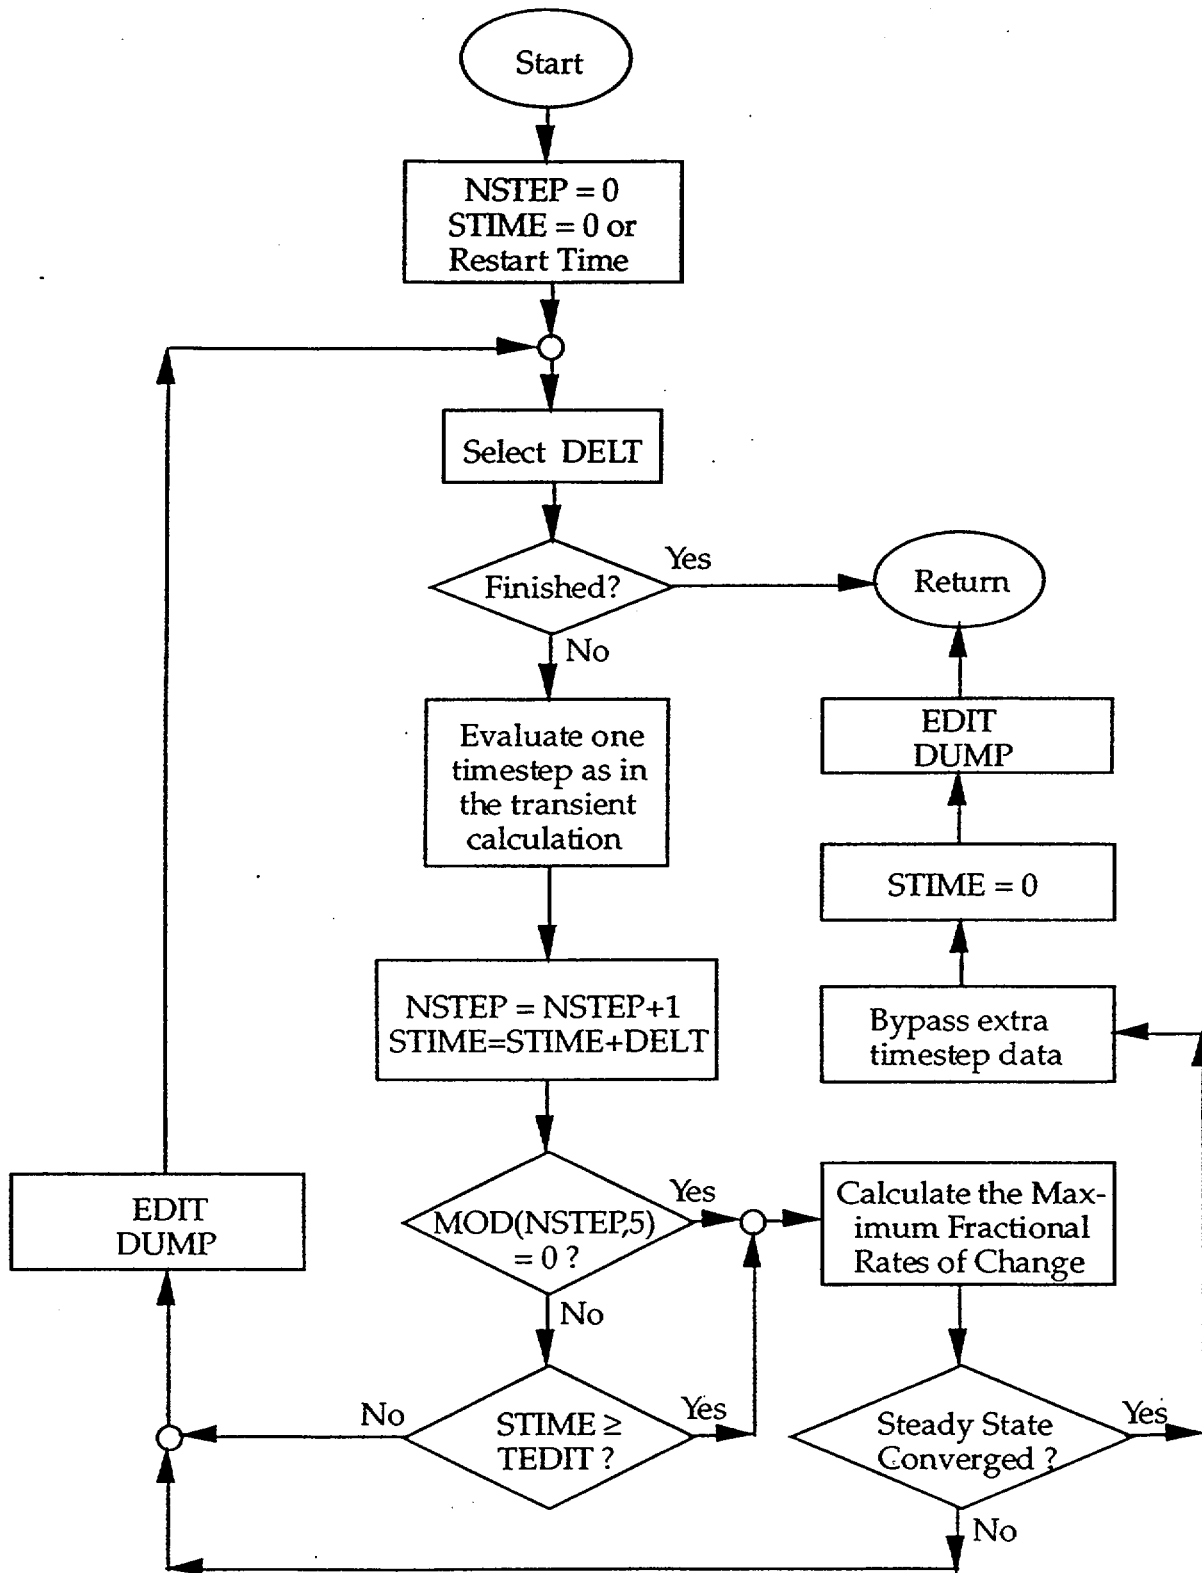 Start
NSTEP = 0
STIME = 0 or
Restart Time
Select DELT
Finished?
Yes
Return
No
Evaluate one
timestep as in
the transient
calculation
EDIT
DUMP
STIME = 0
Bypass extra
timestep data
NSTEP = NSTEP+1
STIME=STIME+DELT
EDIT
DUMP
MOD(NSTEP,5)
= 0 ?
Yes
No
Calculate the Max-
imum Fractional
Rates of Change
STIME ≥
TEDIT ?
No
Yes
Steady State
Converged ?
Yes
No